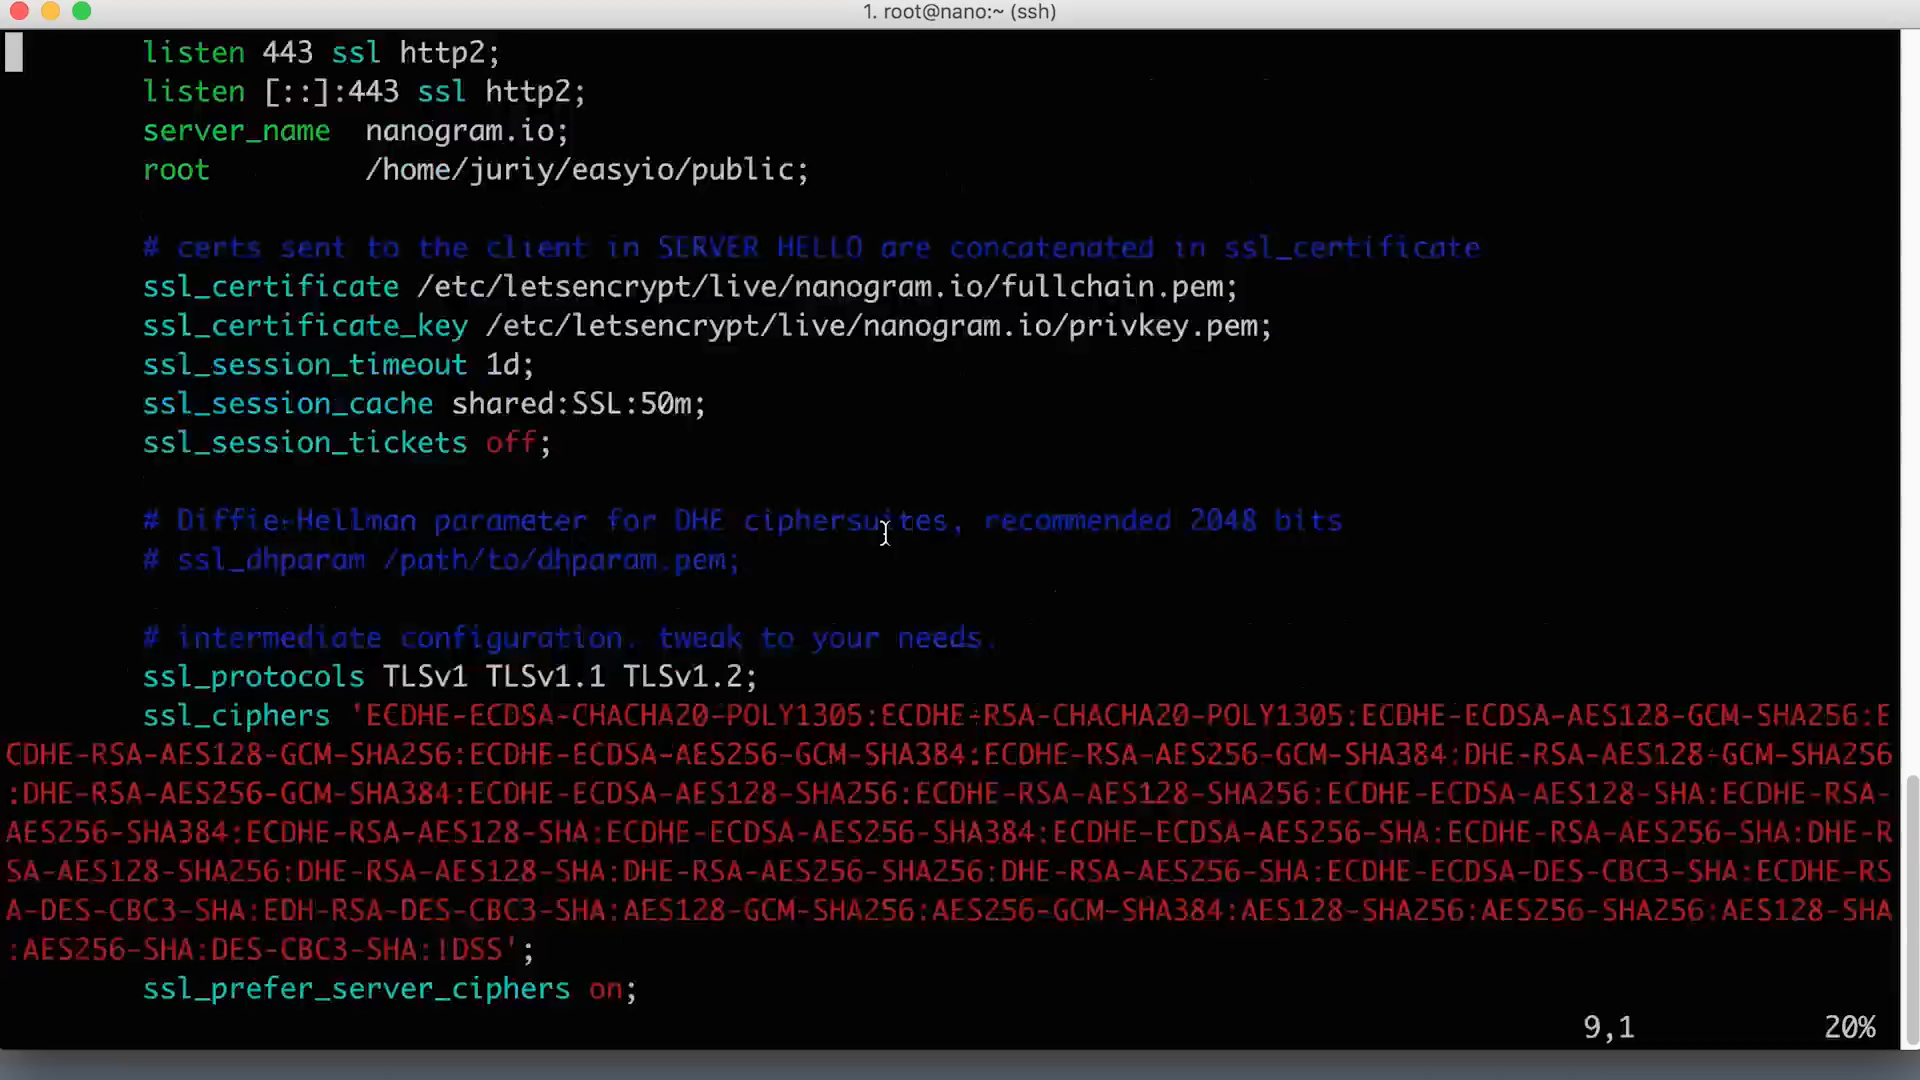 1. root@nano:~ (ssh)
listen 443 ssl http2;
listen [::]:443 ssl http2;
server_name nanogram.io;
root /home/juriy/easyio/public;
# certs sent to the client in SERVER HELLO are concatenated in ssl_certificate
ssl_certificate /etc/letsencrypt/live/nanogram.io/fullchain.pem;
ssl_certificate_key /etc/letsencrypt/live/nanogram.io/privkey.pem;
ssl_session_timeout 1d;
ssl_session_cache shared:SSL:50m;
ssl_session_tickets off;
# Diffie-Hellman parameter for DHE ciphersuites, recommended 2048 bits
# ssl_dhparam /path/to/dhparam.pem;
# intermediate configuration. tweak to your needs.
ssl_protocols TLSv1 TLSv1.1 TLSv1.2;
ssl_ciphers 'ECDHE-ECDSA-CHACHA20-POLY1305:ECDHE-RSA-CHACHA20-POLY1305:ECDHE-ECDSA-AES128-GCM-SHA256:E
CDHE-RSA-AES128-GCM-SHA256:ECDHE-ECDSA-AES256-GCM-SHA384:ECDHE-RSA-AES256-GCM-SHA384:DHE-RSA-AES128-GCM-SHA256
:DHE-RSA-AES256-GCM-SHA384:ECDHE-ECDSA-AES128-SHA256:ECDHE-RSA-AES128-SHA256:ECDHE-ECDSA-AES128-SHA:ECDHE-RSA-
AES256-SHA384:ECDHE-RSA-AES128-SHA:ECDHE-ECDSA-AES256-SHA384:ECDHE-ECDSA-AES256-SHA:ECDHE-RSA-AES256-SHA:DHE-R
SA-AES128-SHA256:DHE-RSA-AES128-SHA:DHE-RSA-AES256-SHA256:DHE-RSA-AES256-SHA:ECDHE-ECDSA-DES-CBC3-SHA:ECDHE-RS
A-DES-CBC3-SHA:EDH-RSA-DES-CBC3-SHA:AES128-GCM-SHA256:AES256-GCM-SHA384:AES128-SHA256:AES256-SHA256:AES128-SHA
:AES256-SHA:DES-CBC3-SHA:!DSS';
ssl_prefer_server_ciphers on;
9,1 20%